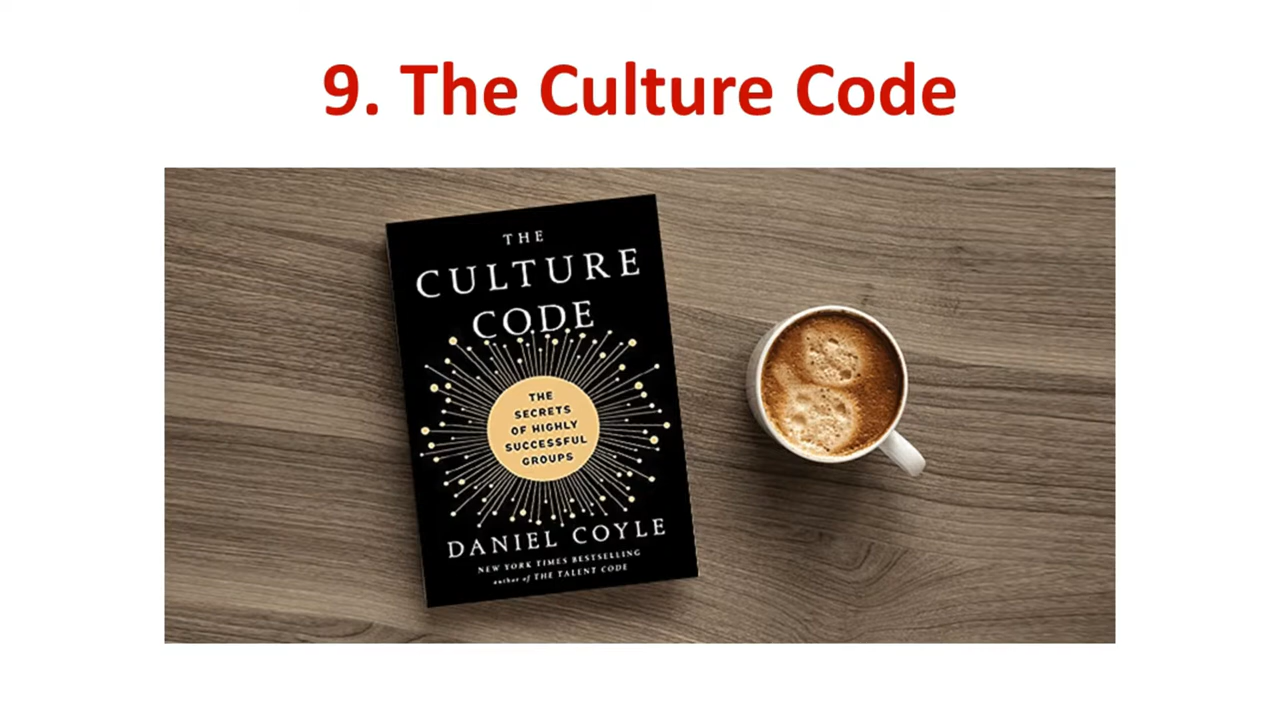 9. The Culture Code
THE
CULTURE
CODE
THE
SECRETS
OF HIGHLY
SUCCESSFUL
GROUPS
DANIEL COYLE
NEW YORK TIMES BESTSELLING
author of THE TALENT CODE